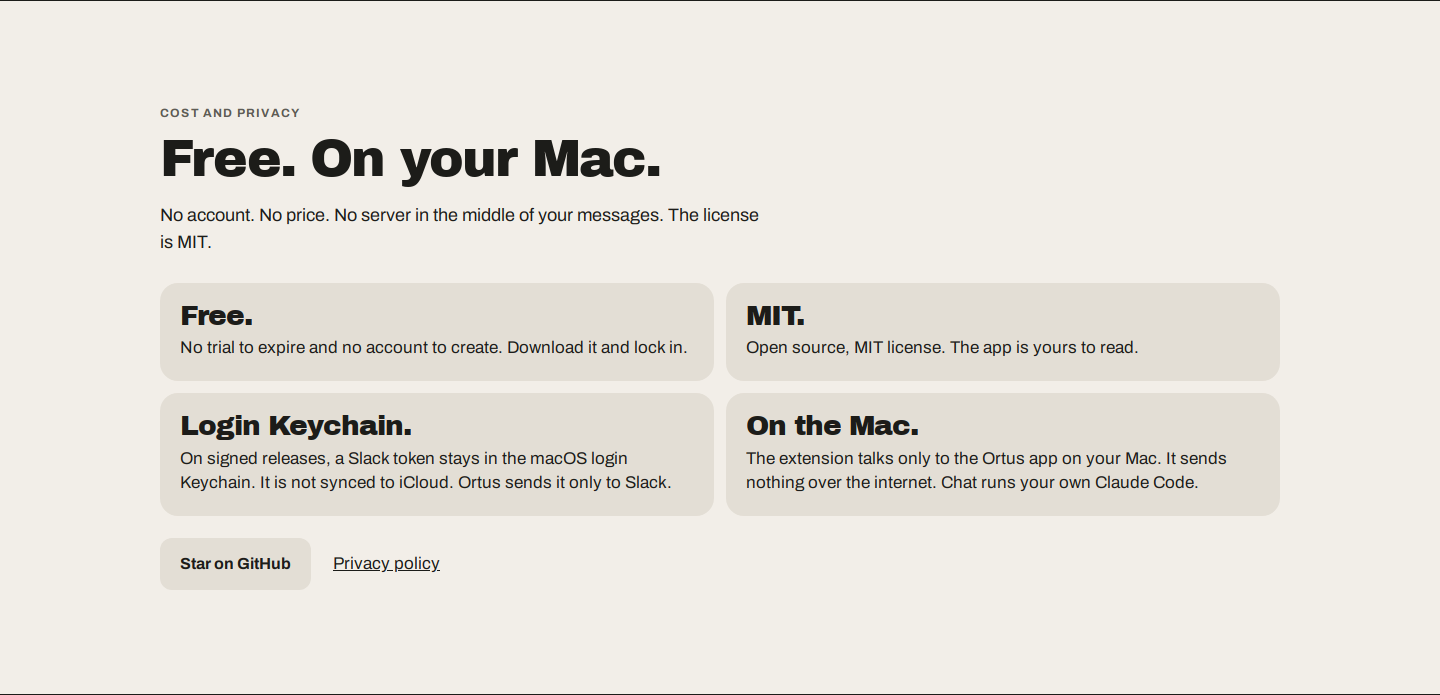 COST AND PRIVACY
Free. On your Mac.
No account. No price. No server in the middle of your messages. The license
is MIT.
Free.
No trial to expire and no account to create. Download it and lock in.
MIT.
Open source, MIT license. The app is yours to read.
Login Keychain.
On signed releases, a Slack token stays in the macOS login
Keychain. It is not synced to iCloud. Ortus sends it only to Slack.
On the Mac.
The extension talks only to the Ortus app on your Mac. It sends
nothing over the internet. Chat runs your own Claude Code.
Star on GitHub
Privacy policy